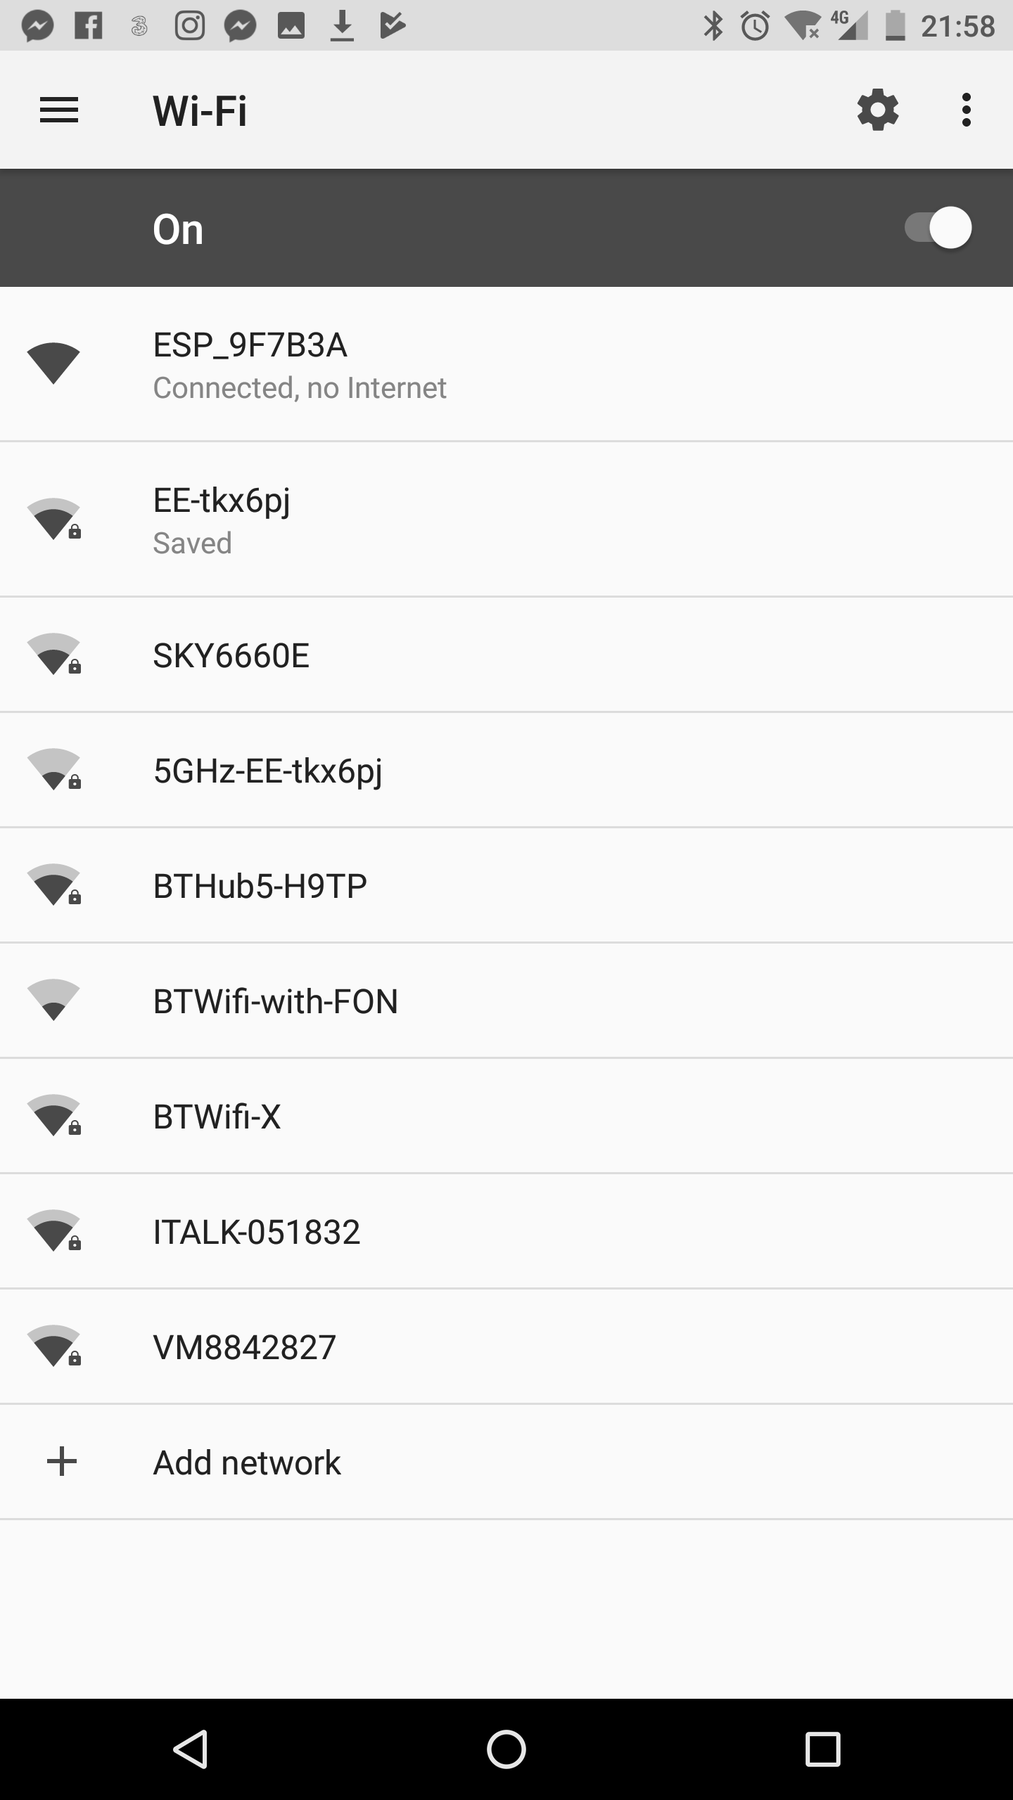 4G 21:58
Wi-Fi
On
ESP_9F7B3A
Connected, no Internet
EE-tkx6pj
Saved
SKY6660E
5GHz-EE-tkx6pj
BTHub5-H9TP
BTWifi-with-FON
BTWifi-X
ITALK-051832
VM8842827
Add network